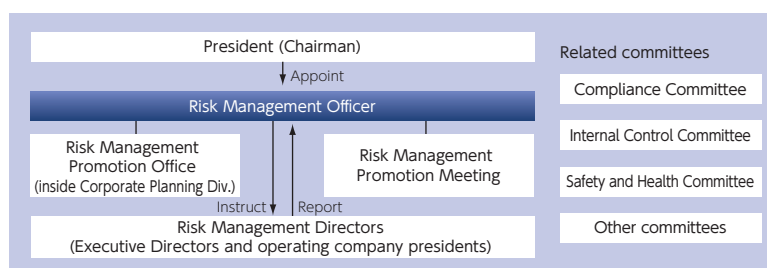 President (Chairman)
Appoint
Risk Management Officer
Risk Management
Promotion Office
(inside Corporate Planning Div.)
Risk Management
Promotion Meeting
Instruct
Report
Risk Management Directors
(Executive Directors and operating company presidents)
Related committees
Compliance Committee
Internal Control Committee
Safety and Health Committee
Other committees